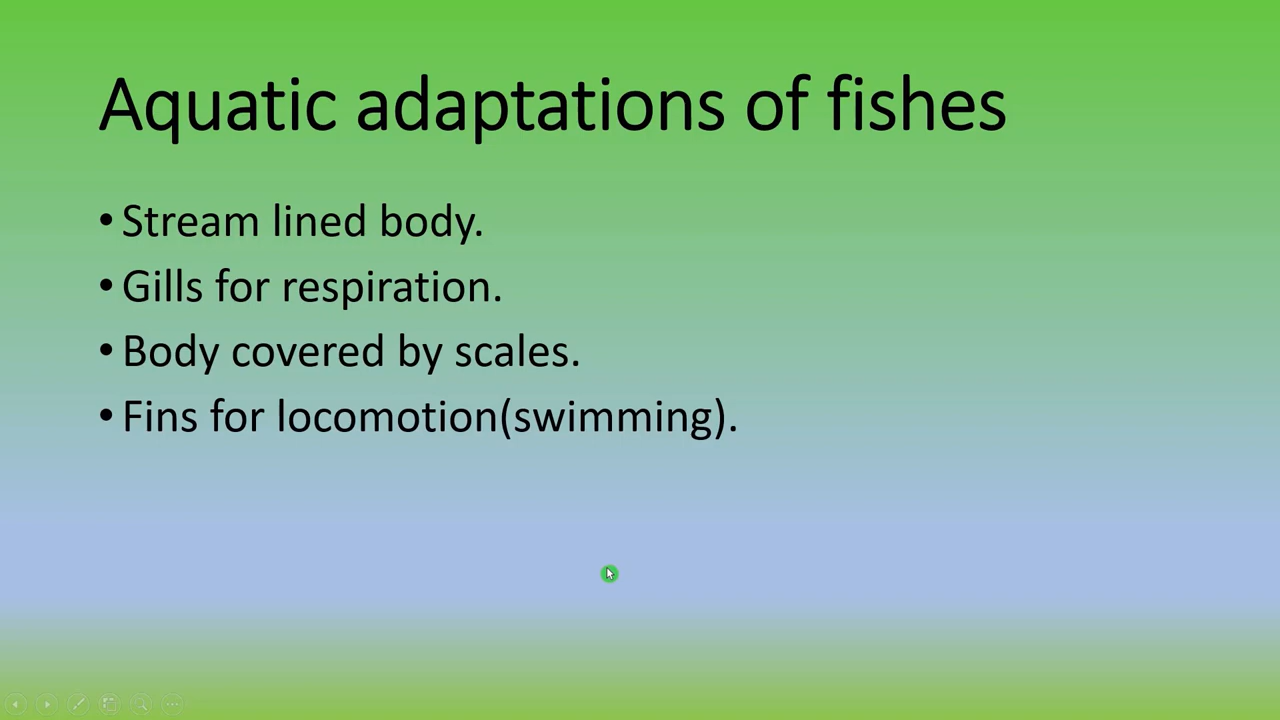 Aquatic adaptations of fishes
• Stream lined body.
• Gills for respiration.
• Body covered by scales.
• Fins for locomotion(swimming).